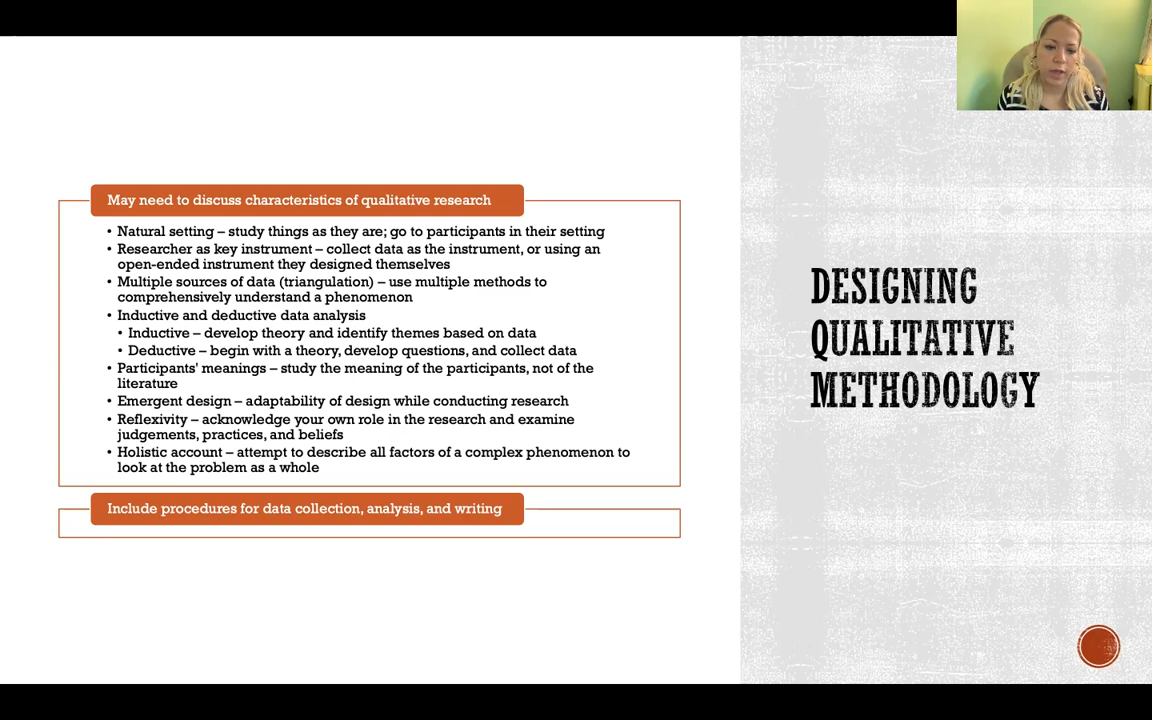 May need to discuss characteristics of qualitative research
• Natural setting – study things as they are; go to participants in their setting
• Researcher as key instrument – collect data as the instrument, or using an
open-ended instrument they designed themselves
• Multiple sources of data (triangulation) – use multiple methods to
comprehensively understand a phenomenon
• Inductive and deductive data analysis
• Inductive – develop theory and identify themes based on data
• Deductive – begin with a theory, develop questions, and collect data
• Participants' meanings – study the meaning of the participants, not of the
literature
• Emergent design – adaptability of design while conducting research
• Reflexivity – acknowledge your own role in the research and examine
judgements, practices, and beliefs
• Holistic account – attempt to describe all factors of a complex phenomenon to
look at the problem as a whole
Include procedures for data collection, analysis, and writing
DESIGNING
QUALITATIVE
METHODOLOGY